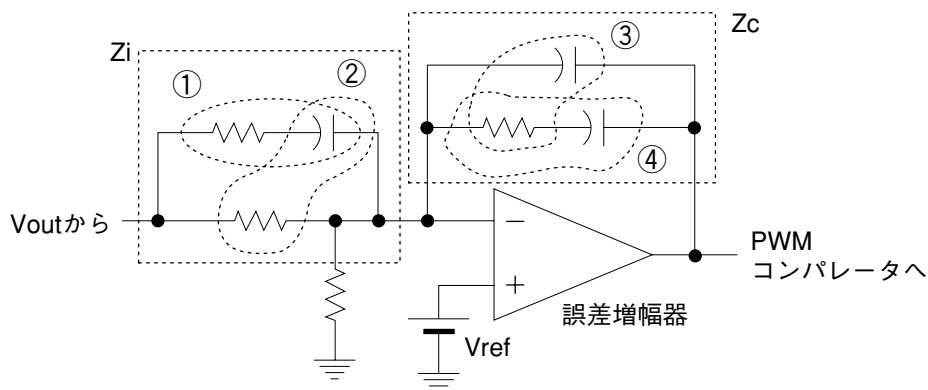 Zi
Zc
①
②
③
④
Voutから
−
+
Vref
誤差増幅器
PWM
コンパレータへ